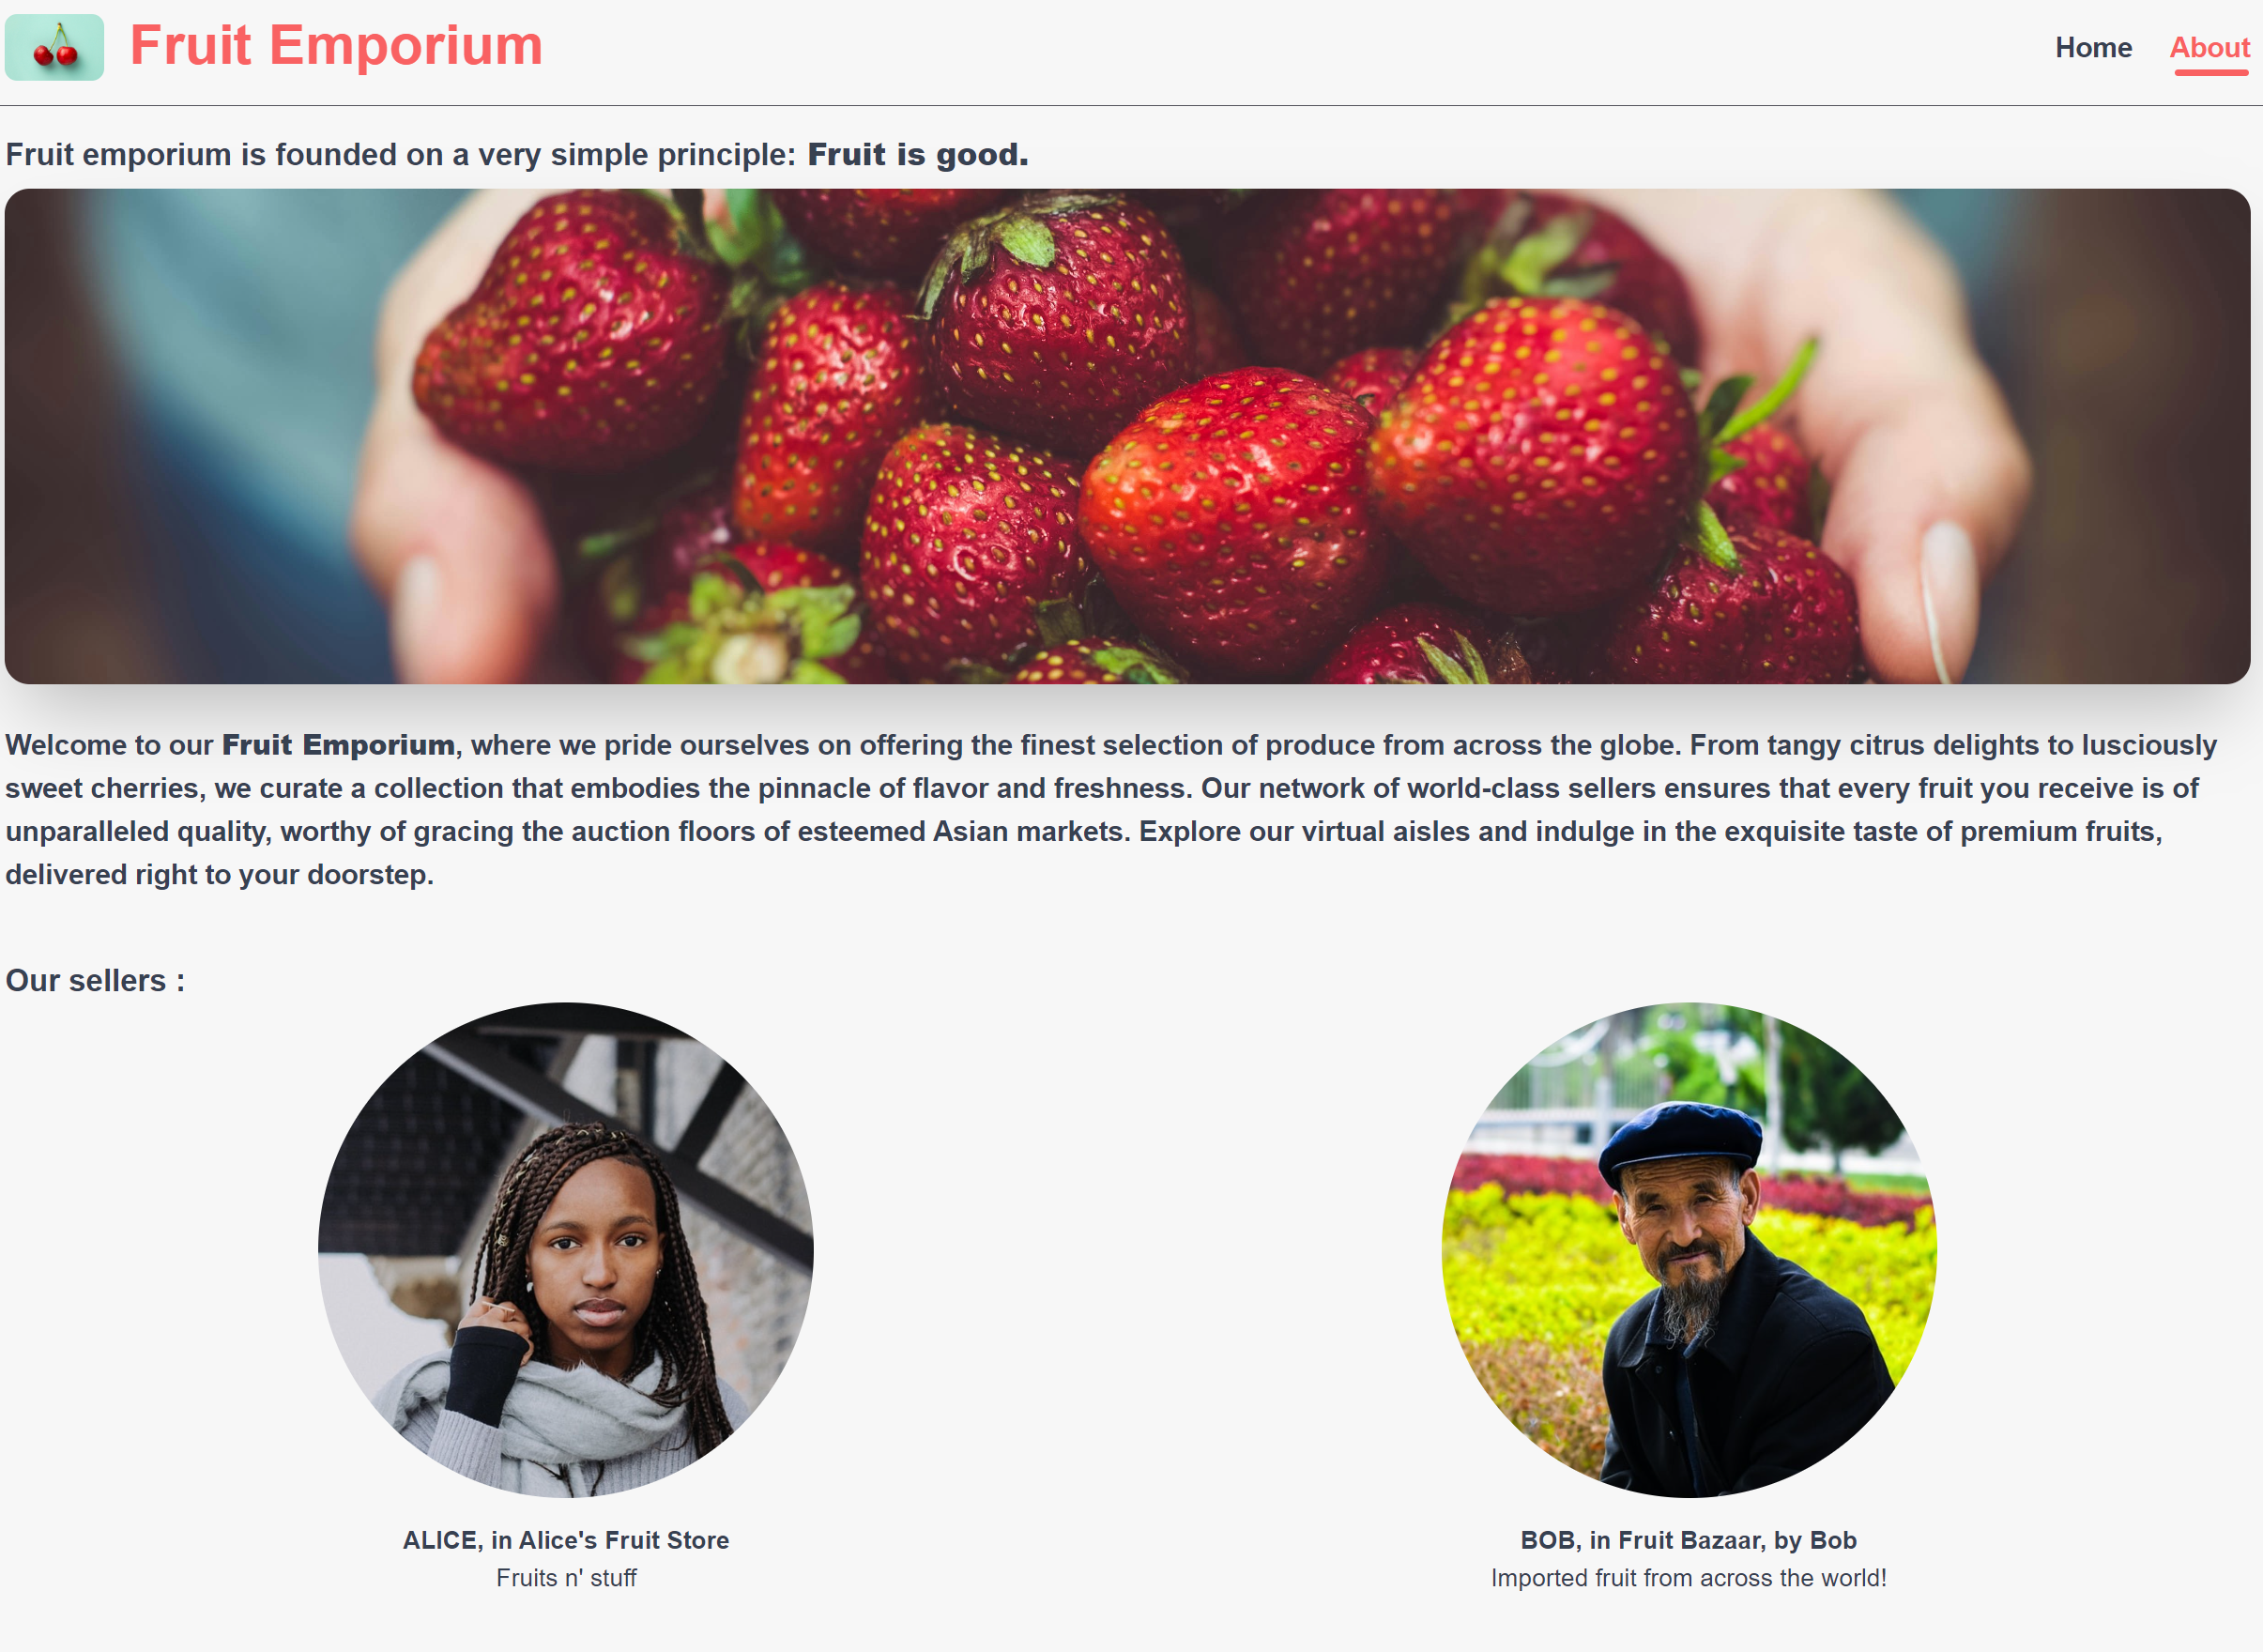 Fruit Emporium
Home About
Fruit emporium is founded on a very simple principle: Fruit is good.
Welcome to our Fruit Emporium, where we pride ourselves on offering the finest selection of produce from across the globe. From tangy citrus delights to lusciously
sweet cherries, we curate a collection that embodies the pinnacle of flavor and freshness. Our network of world-class sellers ensures that every fruit you receive is of
unparalleled quality, worthy of gracing the auction floors of esteemed Asian markets. Explore our virtual aisles and indulge in the exquisite taste of premium fruits,
delivered right to your doorstep.
Our sellers :
ALICE, in Alice's Fruit Store
Fruits n' stuff
BOB, in Fruit Bazaar, by Bob
Imported fruit from across the world!